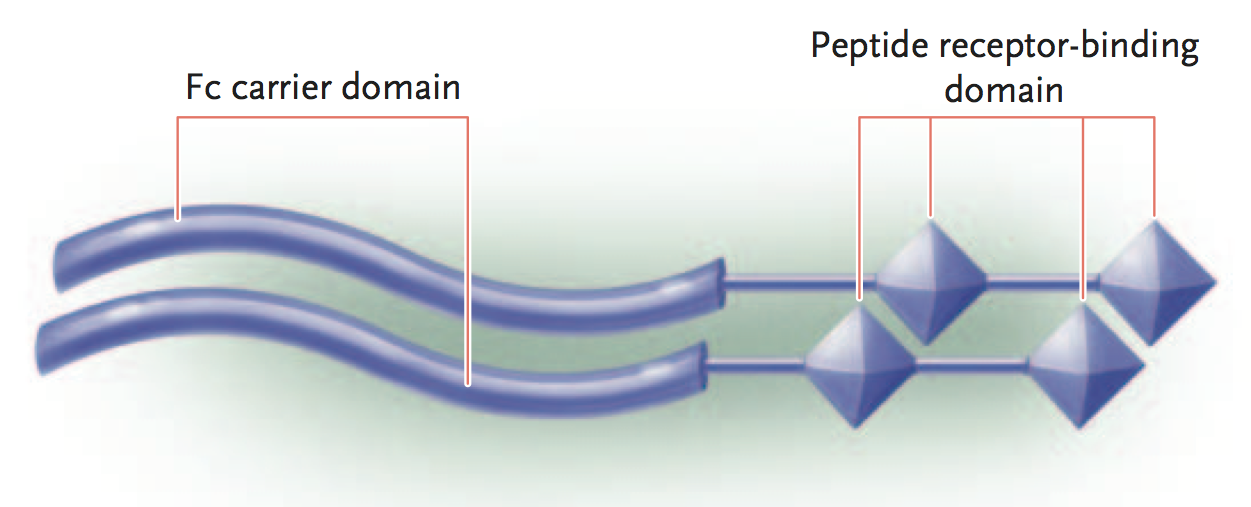 Peptide receptor-binding
domain
Fc carrier domain